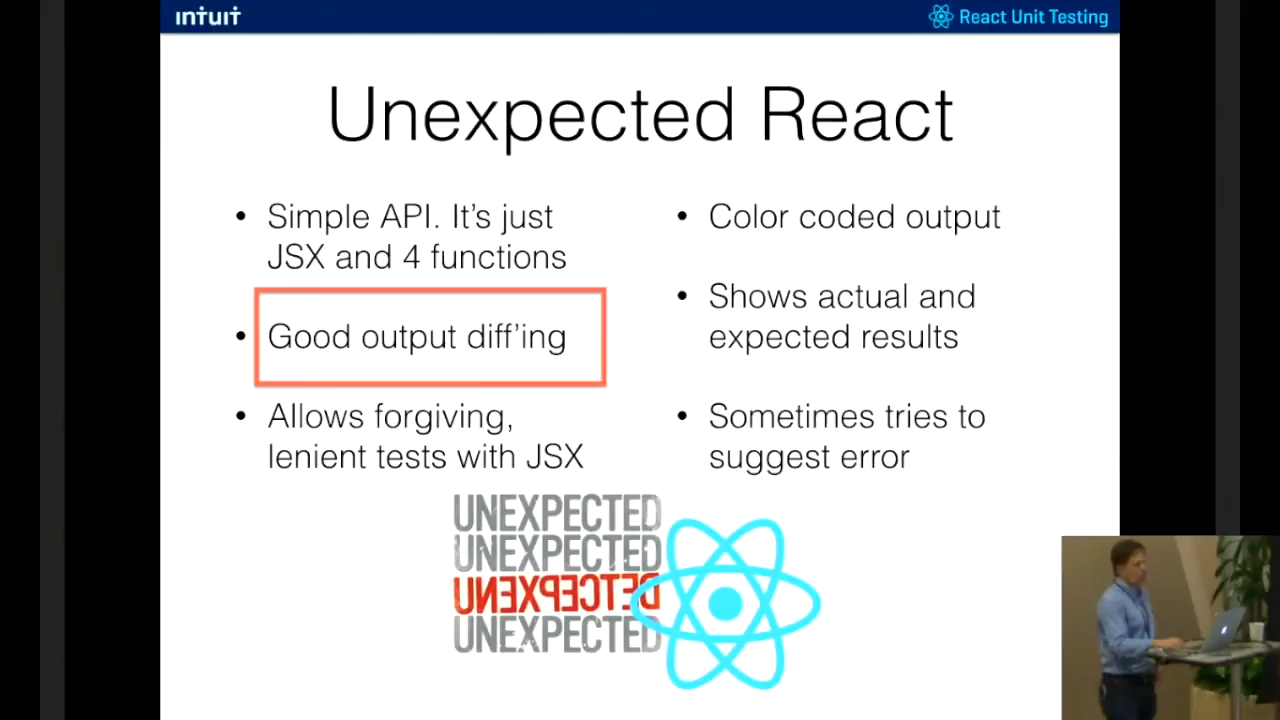 intuit
React Unit Testing
Unexpected React
• Simple API. It's just
JSX and 4 functions
• Good output diff'ing
• Allows forgiving,
lenient tests with JSX
• Color coded output
• Shows actual and
expected results
• Sometimes tries to
suggest error
UNEXPECTED
UNEXPECTED
UNEXPECTED
UNEXPECTED